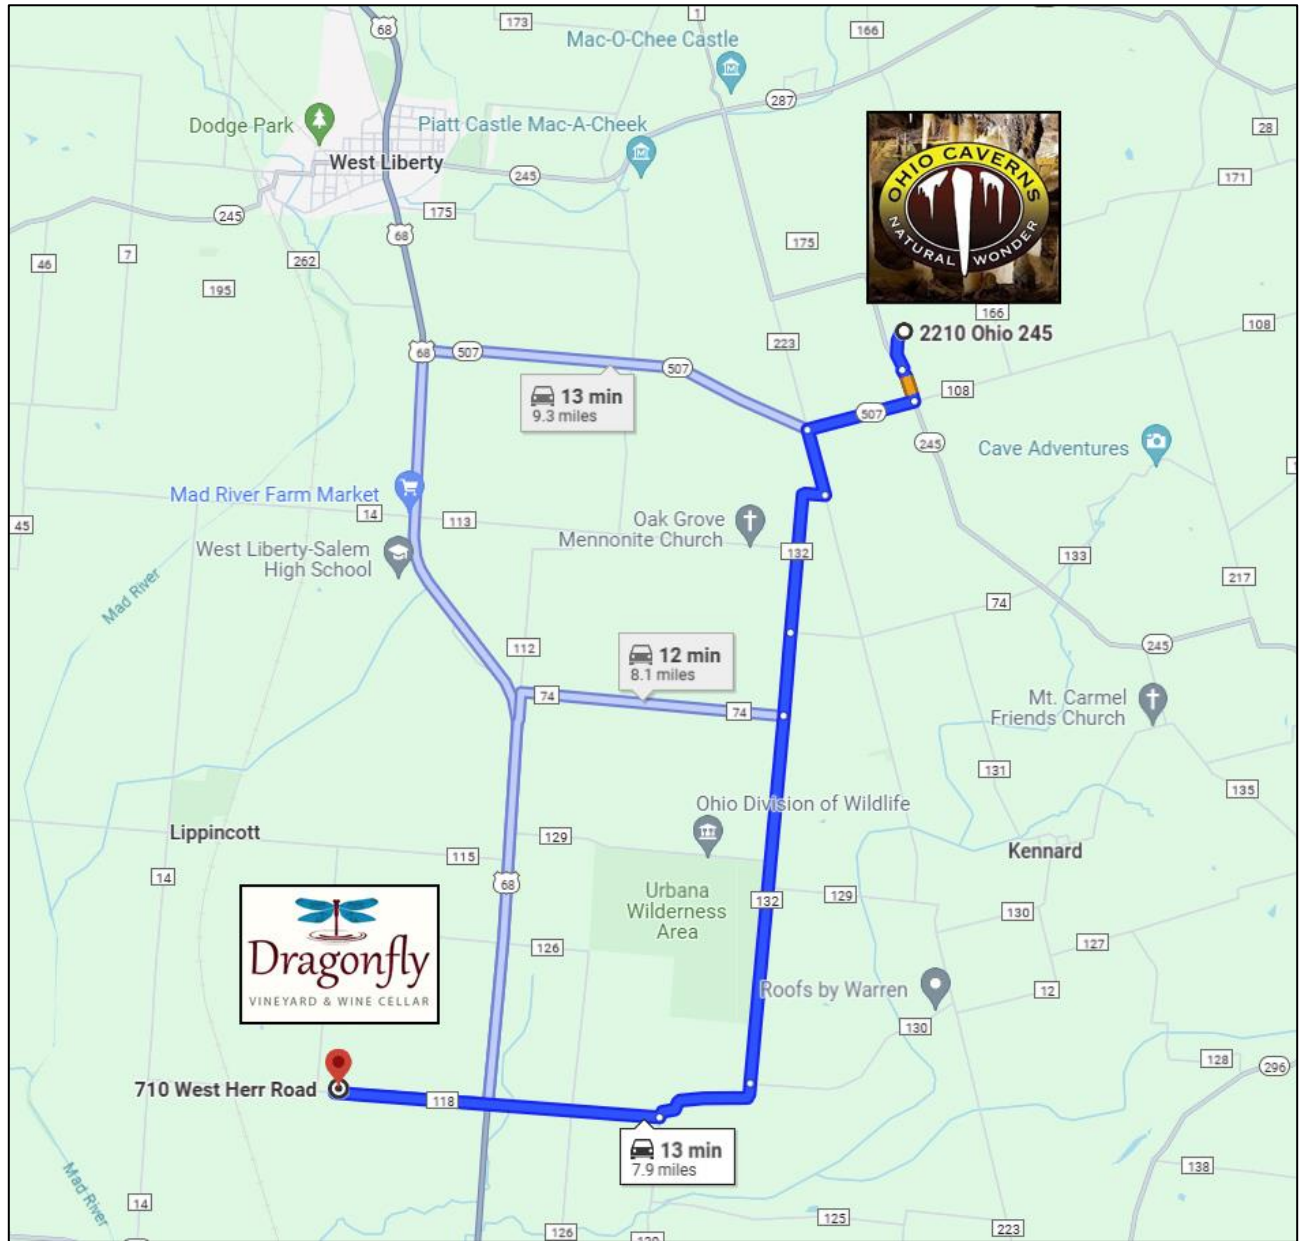 68
173
1
166
Mac-O-Chee Castle
287
Dodge Park
Piatt Castle Mac-A-Cheek
28
West Liberty
245
171
OHIO CAVERNS
NATURAL WONDER
245
175
68
175
46
7
262
195
166
108
223
2210 Ohio 245
68
507
507
13 min
9.3 miles
108
507
245
Cave Adventures
Mad River Farm Market
14
113
45
Oak Grove
Mennonite Church
West Liberty-Salem
High School
132
133
217
Mad River
74
112
12 min
8.1 miles
245
74
74
Mt. Carmel
Friends Church
131
135
Ohio Division of Wildlife
Lippincott
129
115
Kennard
14
68
Urbana
Wilderness
Area
132
129
130
Dragonfly
VINEYARD & WINE CELLAR
126
127
Roofs by Warren
12
130
128
296
710 West Herr Road
118
13 min
7.9 miles
138
Mad River
14
125
126
223